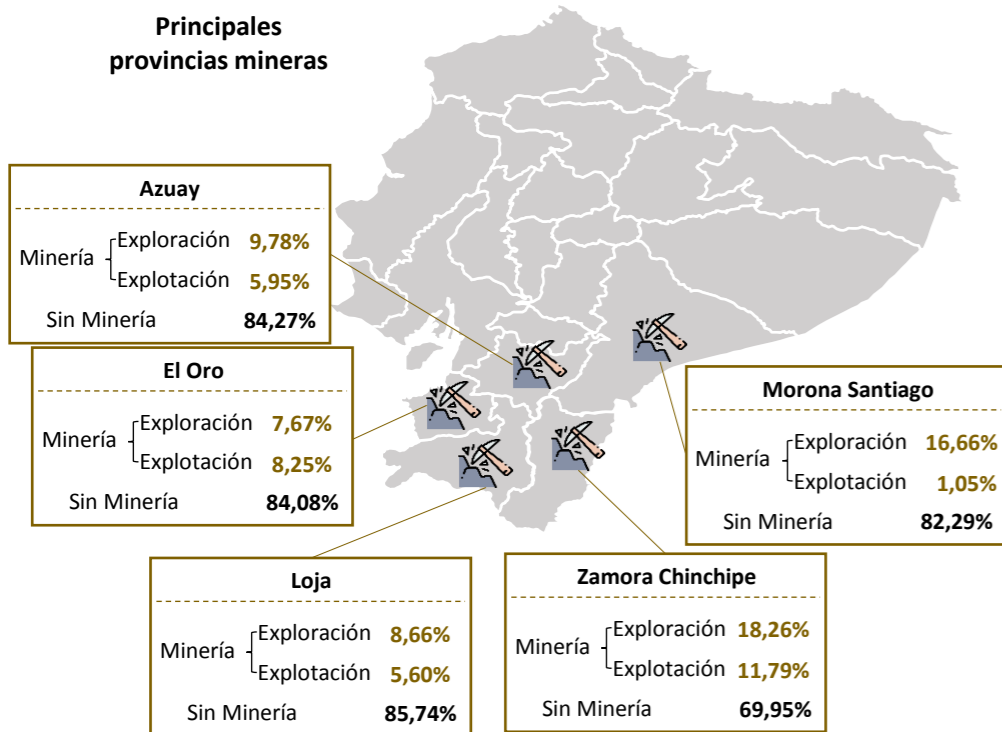 Principales
provincias mineras
Azuay
Minería
Exploración 9,78%
Explotación 5,95%
Sin Minería 84,27%
El Oro
Minería
Exploración 7,67%
Explotación 8,25%
Sin Minería 84,08%
Morona Santiago
Minería
Exploración 16,66%
Explotación 1,05%
Sin Minería 82,29%
Loja
Minería
Exploración 8,66%
Explotación 5,60%
Sin Minería 85,74%
Zamora Chinchipe
Minería
Exploración 18,26%
Explotación 11,79%
Sin Minería 69,95%